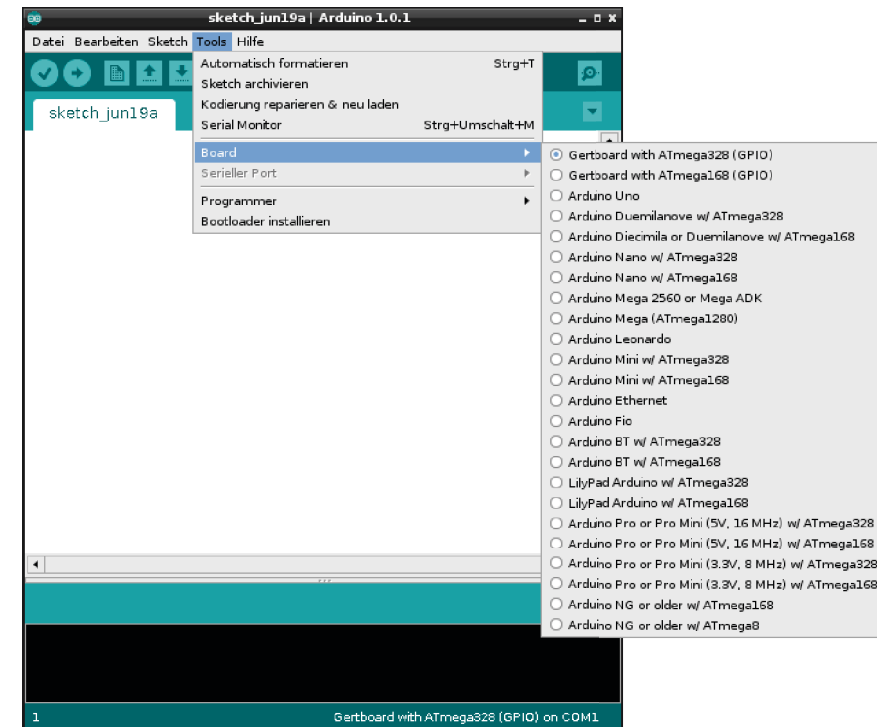 sketch_jun19a | Arduino 1.0.1
Datei Bearbeiten Sketch Tools Hilfe
sketch_jun19a
Automatisch formatieren Strg+T
Sketch archivieren
Kodierung reparieren & neu laden
Serial Monitor Strg+Umschalt+M
Board
Serieller Port
Programmer
Bootloader installieren
Gertboard with ATmega328 (GPIO)
Gertboard with ATmega168 (GPIO)
Arduino Uno
Arduino Duemilanove w/ ATmega328
Arduino Diecimila or Duemilanove w/ ATmega168
Arduino Nano w/ ATmega328
Arduino Nano w/ ATmega168
Arduino Mega 2560 or Mega ADK
Arduino Mega (ATmega1280)
Arduino Leonardo
Arduino Mini w/ ATmega328
Arduino Mini w/ ATmega168
Arduino Ethernet
Arduino Fio
Arduino BT w/ ATmega328
Arduino BT w/ ATmega168
LilyPad Arduino w/ ATmega328
LilyPad Arduino w/ ATmega168
Arduino Pro or Pro Mini (5V, 16 MHz) w/ ATmega328
Arduino Pro or Pro Mini (5V, 16 MHz) w/ ATmega168
Arduino Pro or Pro Mini (3.3V, 8 MHz) w/ ATmega328
Arduino Pro or Pro Mini (3.3V, 8 MHz) w/ ATmega168
Arduino NG or older w/ ATmega168
Arduino NG or older w/ ATmega8
1 Gertboard with ATmega328 (GPIO) on COM1